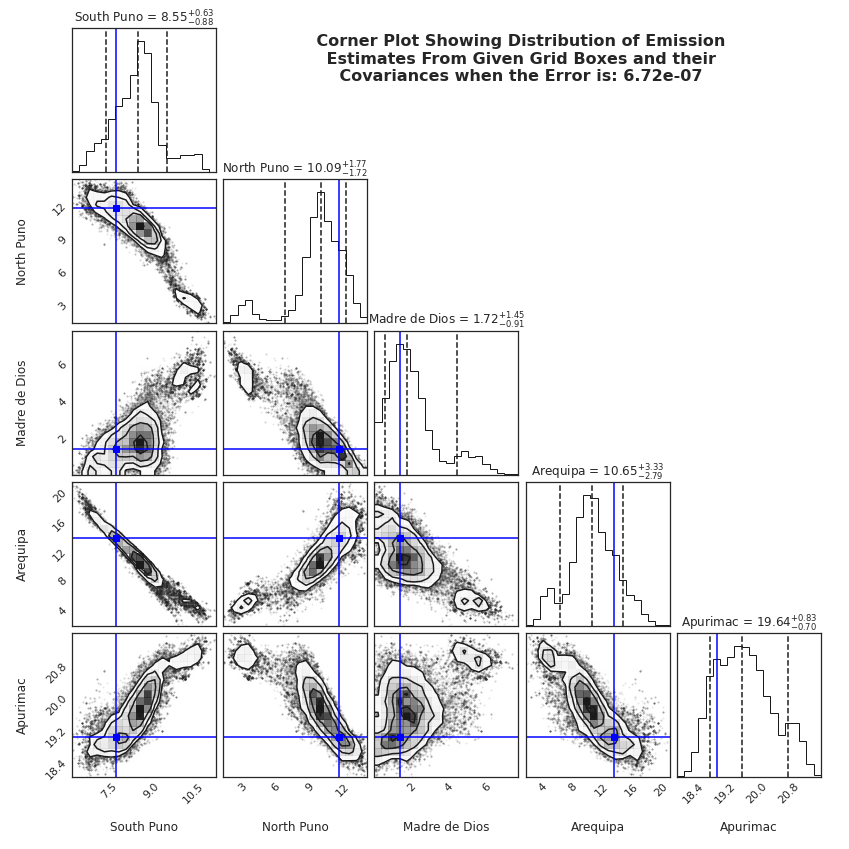 South Puno = 8.55+0.63 −0.88
Corner Plot Showing Distribution of Emission
Estimates From Given Grid Boxes and their
Covariances when the Error is: 6.72e-07
North Puno = 10.09+1.77 −1.72
12
9
6
3
North Puno
Madre de Dios = 1.72+1.45 −0.91
6
4
2
Madre de Dios
Arequipa = 10.65+3.33 −2.79
20
16
12
8
4
Arequipa
Apurimac = 19.64+0.83 −0.70
20.8
20.0
19.2
18.4
Apurimac
7.5 9.0 10.5 3 6 9 12 2 4 6 4 8 12 16 20 18.4 19.2 20.0 20.8
South Puno North Puno Madre de Dios Arequipa Apurimac